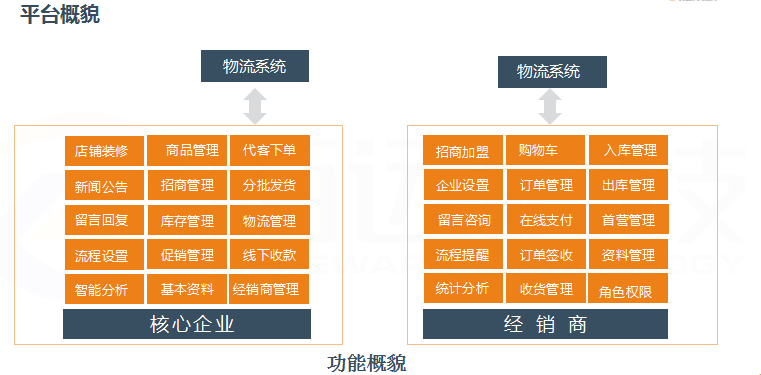 平台概貌
物流系统
物流系统
店铺装修 商品管理 代客下单
新闻公告 招商管理 分批发货
留言回复 库存管理 物流管理
流程设置 促销管理 线下收款
智能分析 基本资料 经销商管理
核心企业
招商加盟 购物车 入库管理
企业设置 订单管理 出库管理
留言咨询 在线支付 首营管理
流程提醒 订单签收 资料管理
统计分析 收货管理 角色权限
经 销 商
功能概貌